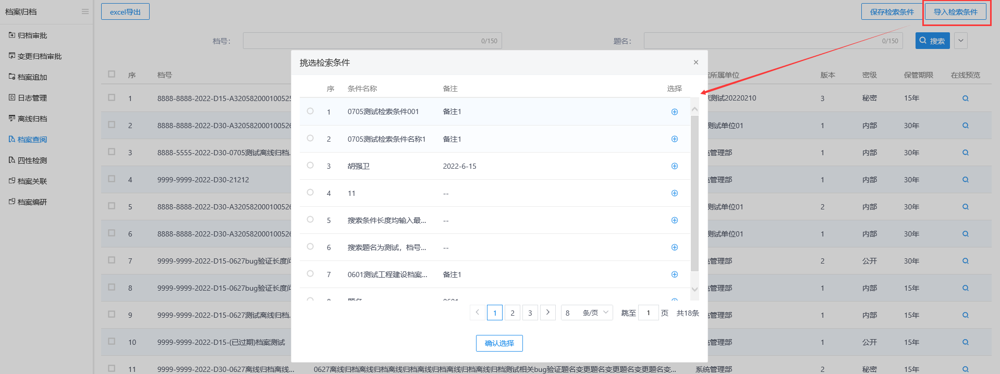 档案归档
归档审批
变更归档审批
档案追加
日志管理
离线归档
档案查阅
四性检测
档案关联
档案编研
excel导出
保存检索条件
导入检索条件
档号：
0/150
题名：
0/150
搜索
序 档号 所属单位 版本 密级 保管期限 在线预览
1 8888-8888-2022-D15-A320582000100525 测试20220210 3 秘密 15年
2 8888-8888-2022-D30-A320582000100526 测试单位01 1 内部 30年
3 8888-5555-2022-D30-0705测试离线归档. 管理部 1 内部 30年
4 9999-9999-2022-D30-21212 管理部 1 内部 30年
5 8888-8888-2022-D30-A320582000100526 测试单位01 2 内部 30年
6 8888-8888-2022-D30-A320582000100526 测试单位01 1 内部 30年
7 9999-9999-2022-D15-0627bug验证长度 管理部 2 公开 30年
8 9999-9999-2022-D15-0627bug验证长度 管理部 1 内部 15年
9 9999-9999-2022-D15-0627测试离线归档. 管理部 1 内部 15年
10 9999-9999-2022-D15-(已过期)档案测试 管理部 1 公开 15年
11 9999-9999-2022-D30-0627离线归档离线... 0627离线归档离线归档离线归档离线归档离线归档离线归档测试相关bug验证题名变更题名变更题名变更题名变... 系统管理部 2 秘密 15年
挑选检索条件 ×
序 条件名称 备注 选择
1 0705测试检索条件001 备注1
2 0705测试检索条件名称1 备注1
3 胡强卫 2022-6-15
4 11 --
5 搜索条件长度均输入最... --
6 搜索题名为测试，档号... --
7 0601测试工程建设档案... 备注1
8 题名 0601
1 2 3 8 条/页 跳至 1 页 共18条
确认选择